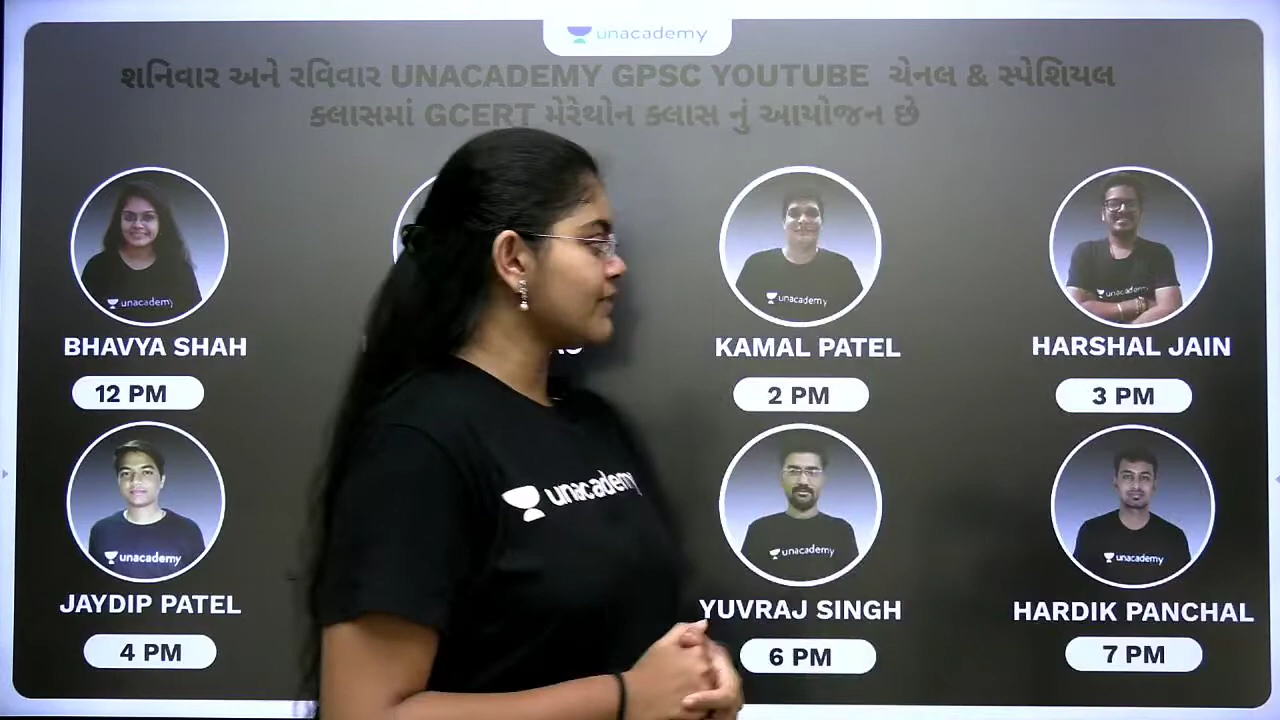 unacademy
શનિવાર અને રવિવાર UNACADEMY GPSC YOUTUBE ચેનલ & સ્પેશિયલ
ક્લાસમાં GCERT મેરેથોન ક્લાસ નું આયોજન છે
unacademy
unacademy
unacademy
BHAVYA SHAH
KAMAL PATEL
HARSHAL JAIN
12 PM
2 PM
3 PM
unacademy
unacademy
unacademy
unacademy
JAYDIP PATEL
YUVRAJ SINGH
HARDIK PANCHAL
4 PM
6 PM
7 PM